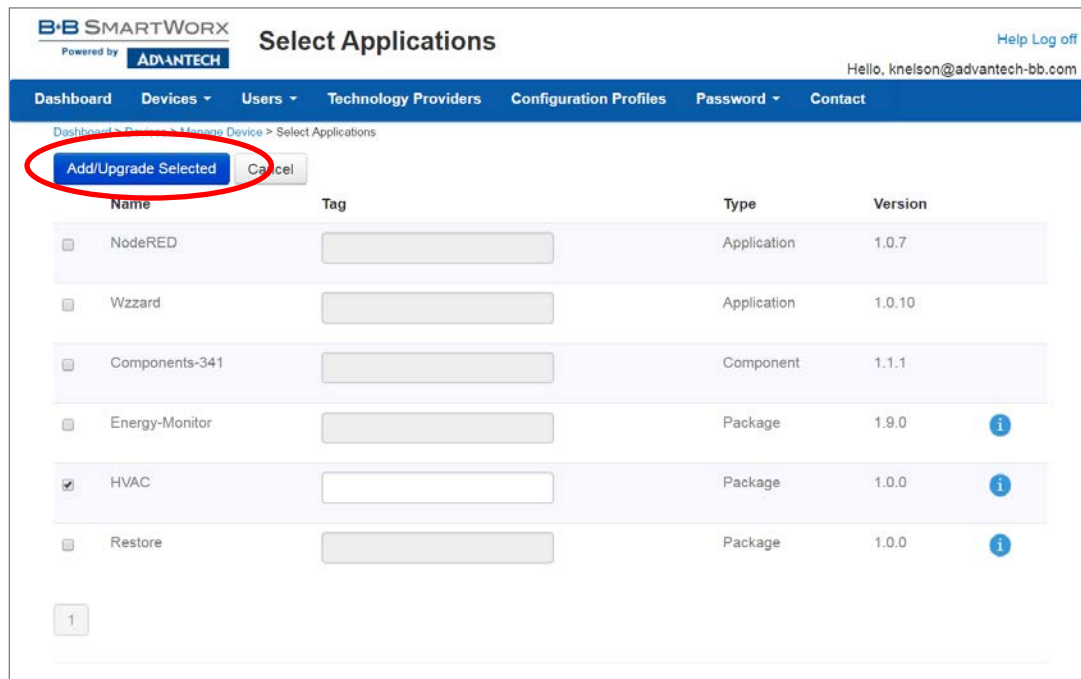 B+B SMARTWORX
Powered by ADVANTECH
Select Applications
Help Log off
Hello, knelson@advantech-bb.com
Dashboard Devices Users Technology Providers Configuration Profiles Password Contact
Dashboard > Devices > Manage Device > Select Applications
Add/Upgrade Selected Cancel
Name Tag Type Version
NodeRED Application 1.0.7
Wzzard Application 1.0.10
Components-341 Component 1.1.1
Energy-Monitor Package 1.9.0 i
HVAC Package 1.0.0 i
Restore Package 1.0.0 i
1